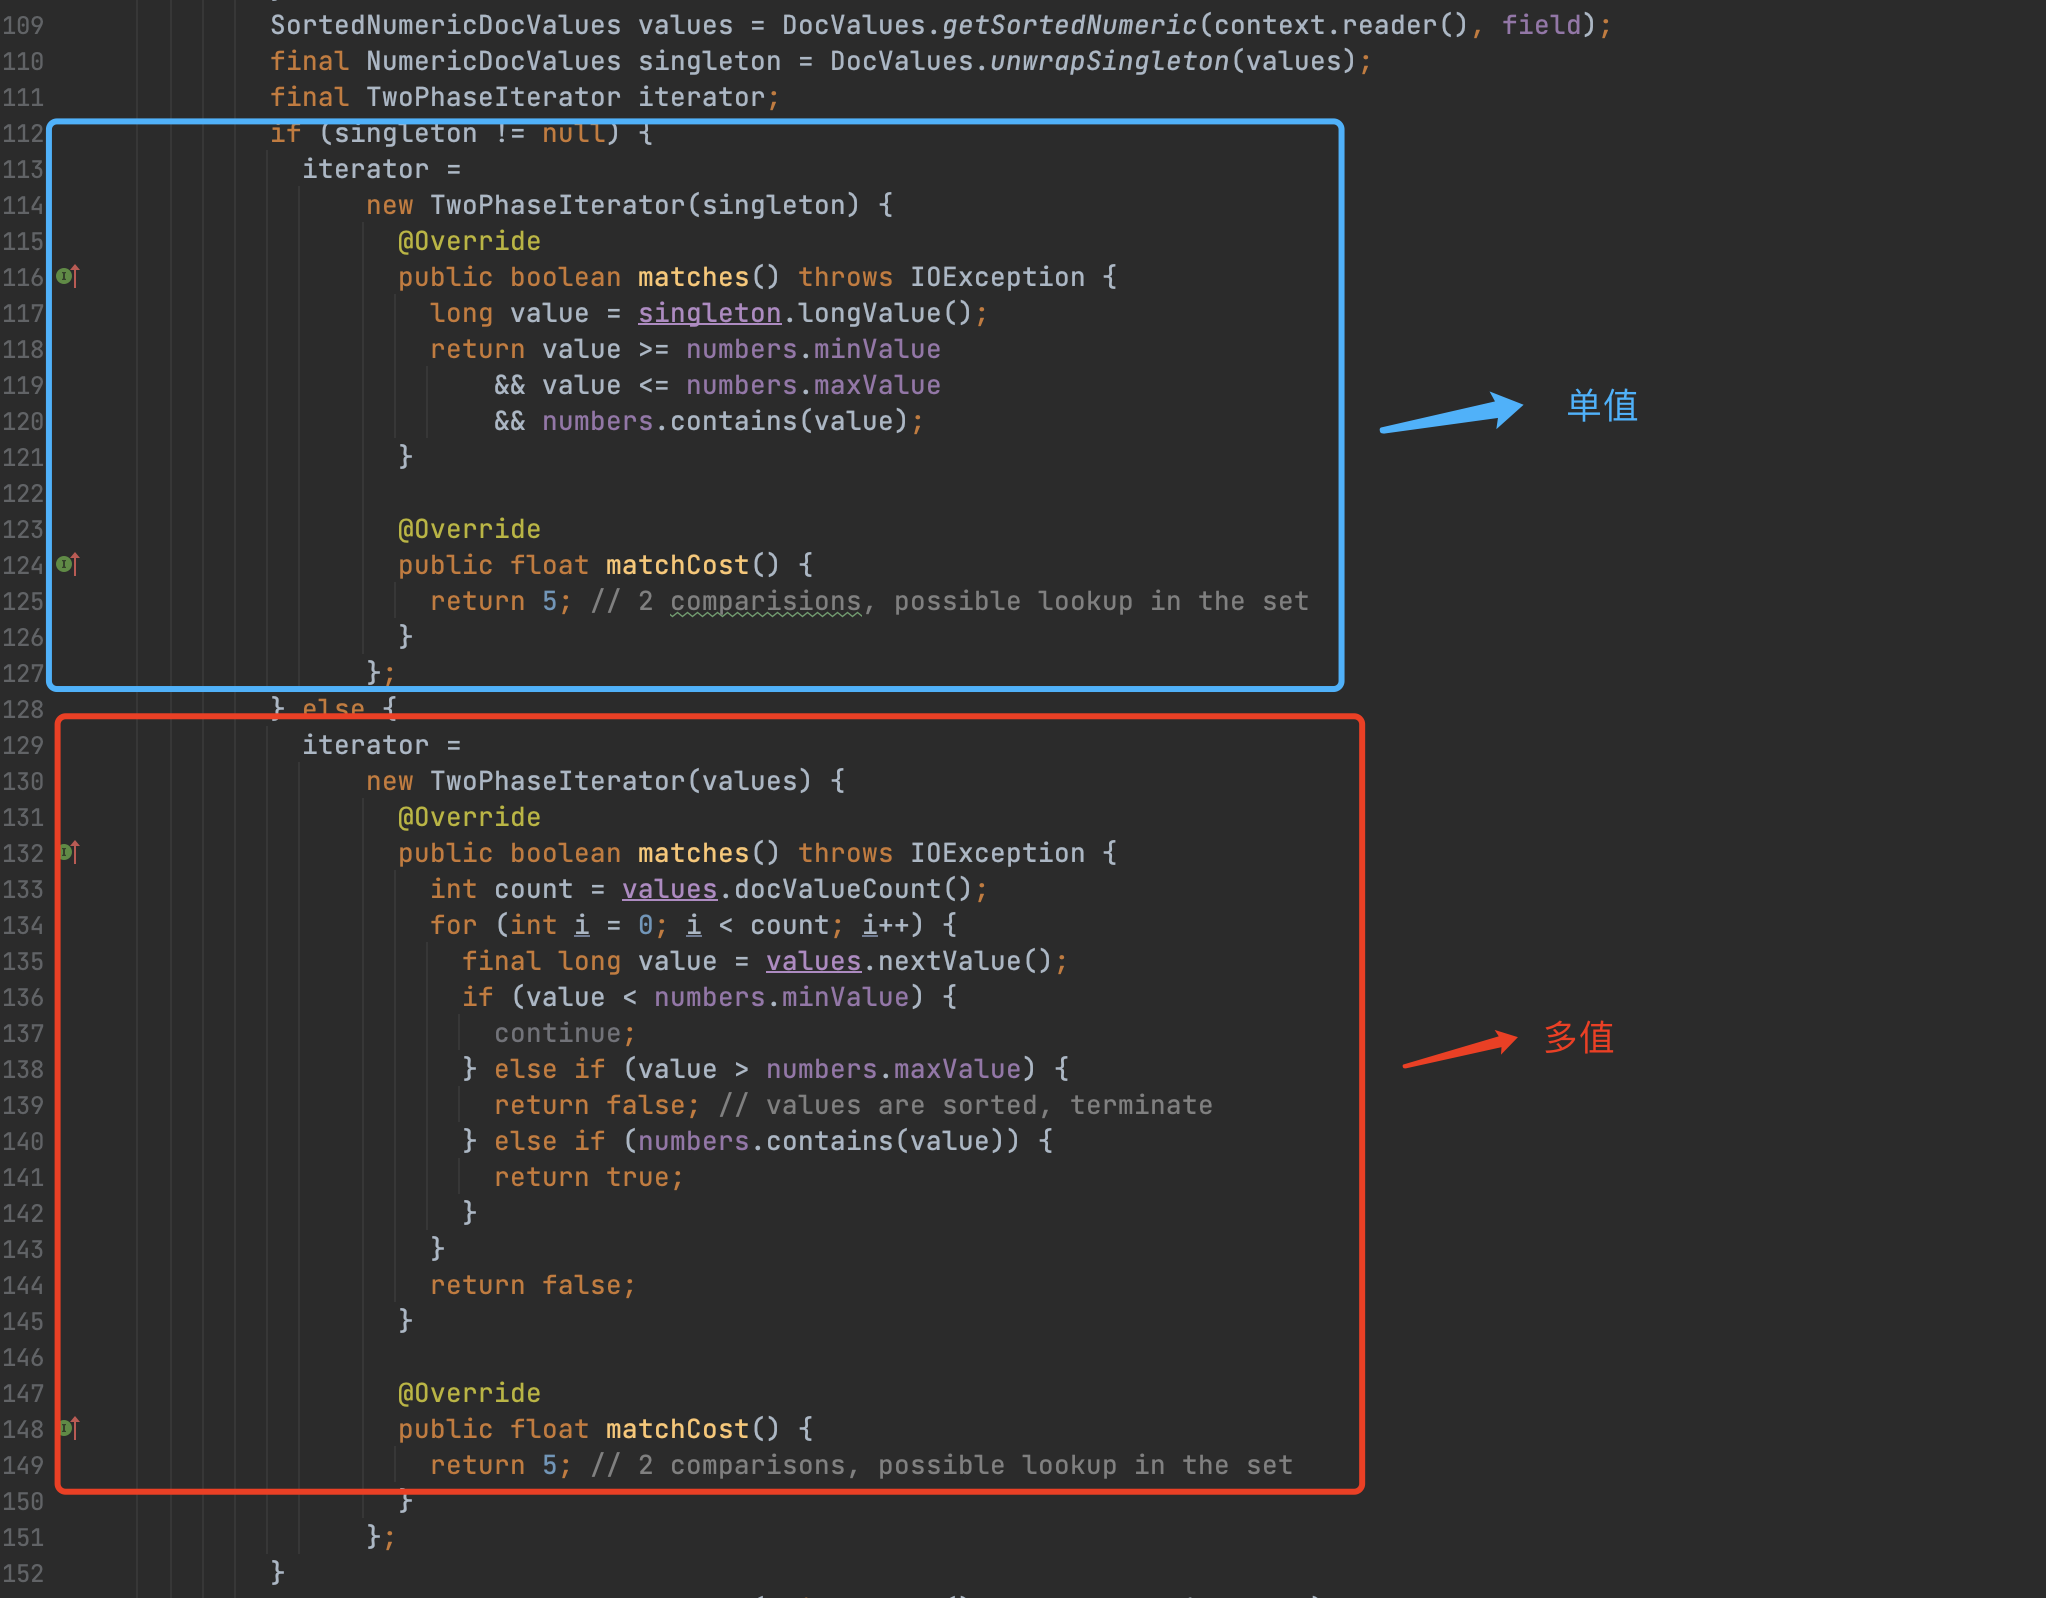 109 SortedNumericDocValues values = DocValues.getSortedNumeric(context.reader(), field);
110 final NumericDocValues singleton = DocValues.unwrapSingleton(values);
111 final TwoPhaseIterator iterator;
112 if (singleton != null) {
113 iterator =
114 new TwoPhaseIterator(singleton) {
115 @Override
116 public boolean matches() throws IOException {
117 long value = singleton.longValue();
118 return value >= numbers.minValue
119 && value <= numbers.maxValue
120 && numbers.contains(value);
单值
121 }
122
123 @Override
124 public float matchCost() {
125 return 5; // 2 comparisions, possible lookup in the set
126 }
127 };
128 } else {
129 iterator =
130 new TwoPhaseIterator(values) {
131 @Override
132 public boolean matches() throws IOException {
133 int count = values.docValueCount();
134 for (int i = 0; i < count; i++) {
135 final long value = values.nextValue();
136 if (value < numbers.minValue) {
137 continue;
多值
138 } else if (value > numbers.maxValue) {
139 return false; // values are sorted, terminate
140 } else if (numbers.contains(value)) {
141 return true;
142 }
143 }
144 return false;
145 }
146
147 @Override
148 public float matchCost() {
149 return 5; // 2 comparisons, possible lookup in the set
150 }
151 };
152 }